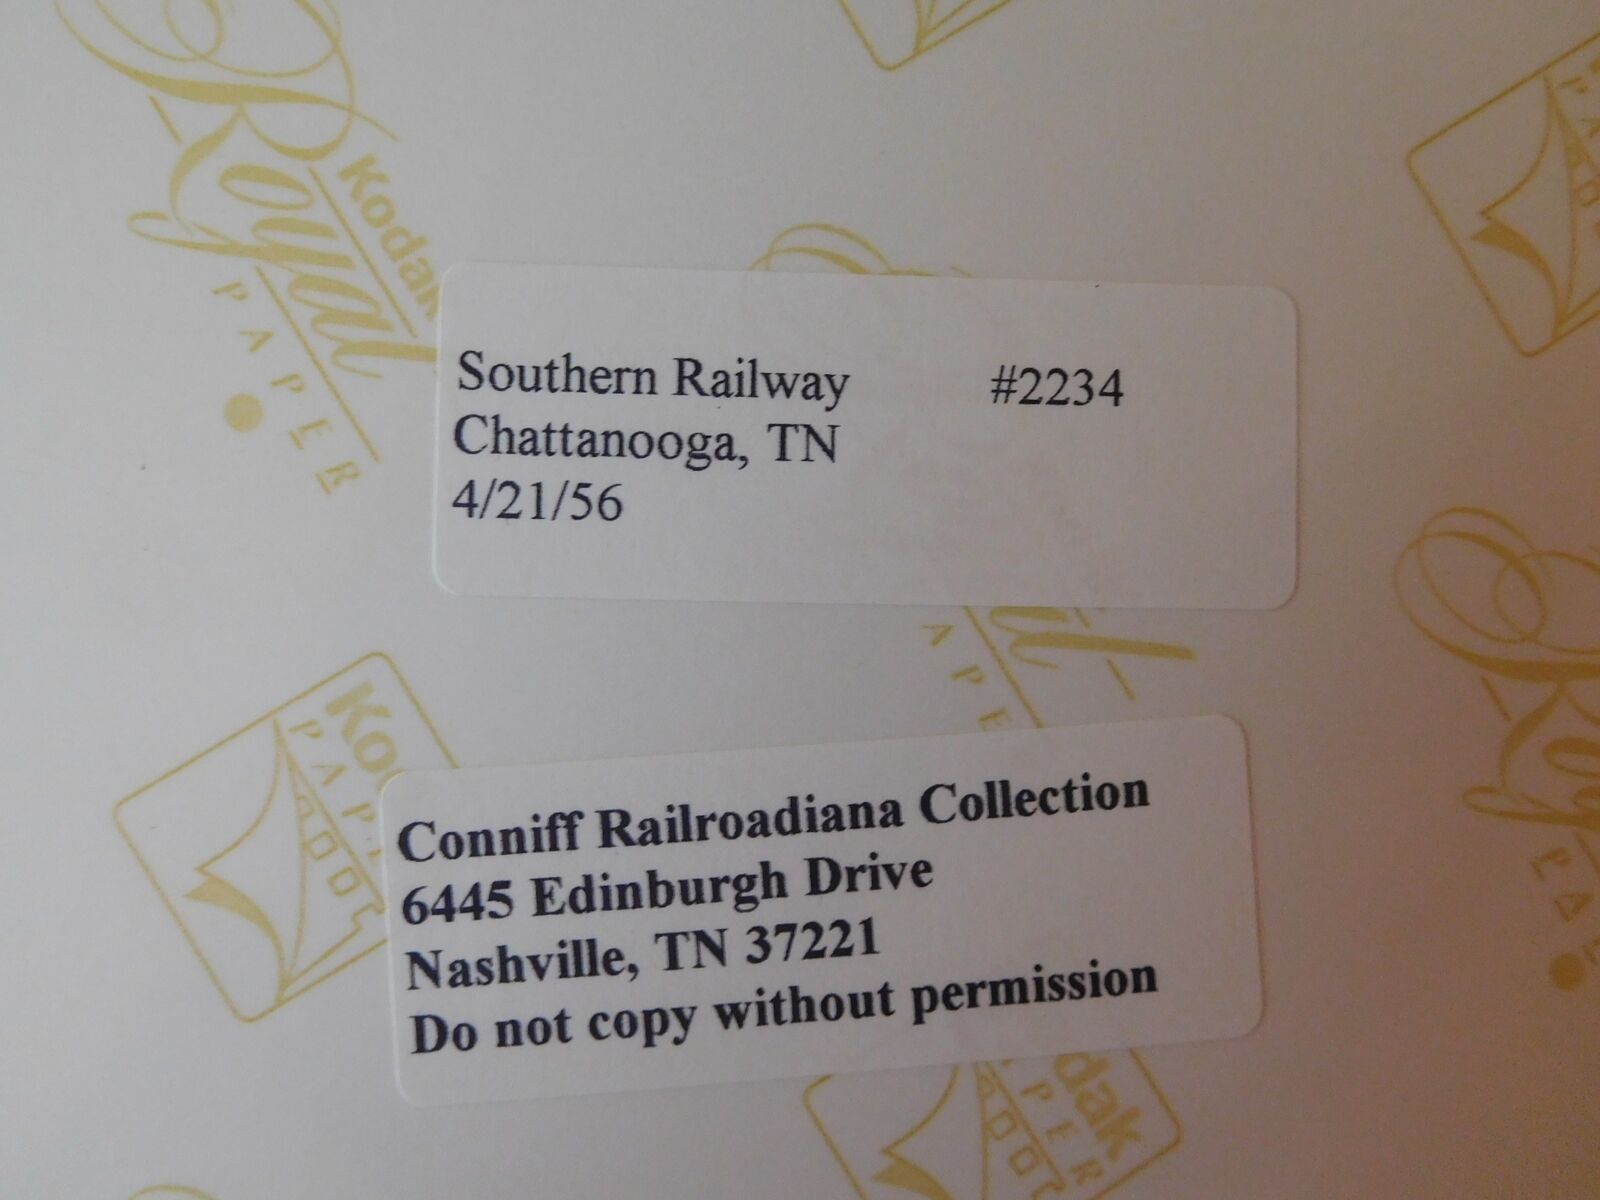 Royal
Kodak
PAPER
Southern Railway #2234
Chattanooga, TN
4/21/56
Conniff Railroadiana Collection
6445 Edinburgh Drive
Nashville, TN 37221
Do not copy without permission